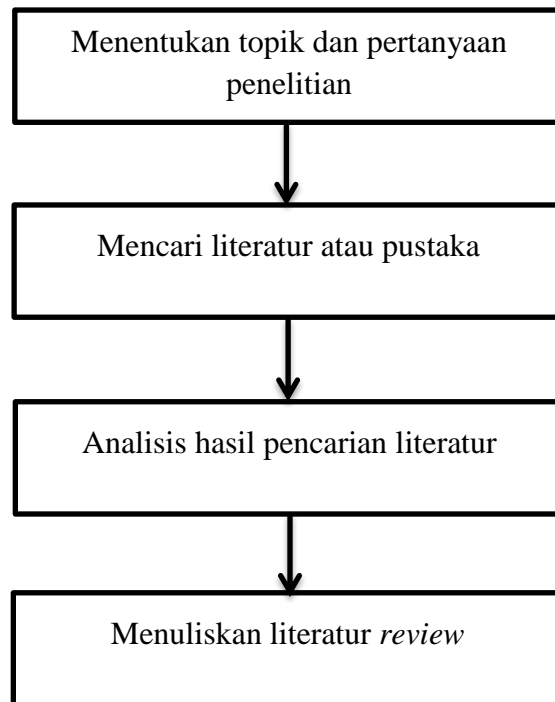 Menentukan topik dan pertanyaan
penelitian
Mencari literatur atau pustaka
Analisis hasil pencarian literatur
Menuliskan literatur review